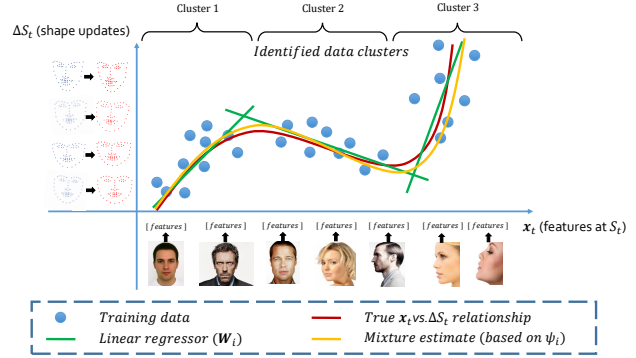 Cluster 1 Cluster 2 Cluster 3
ΔS_t (shape updates)
Identified data clusters
[features] [features] [features] [features] [features] [features] [features]
x_t (features at S_t)
Training data
True x_t vs. ΔS_t relationship
Linear regressor (W_i)
Mixture estimate (based on ψ_i)